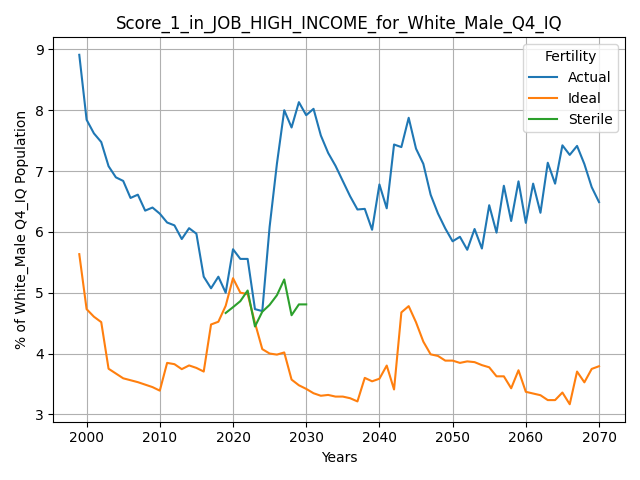 Score_1_in_JOB_HIGH_INCOME_for_White_Male_Q4_IQ
Fertility
Actual
Ideal
Sterile
% of White_Male Q4_IQ Population
9
8
7
6
5
4
3
2000 2010 2020 2030 2040 2050 2060 2070
Years